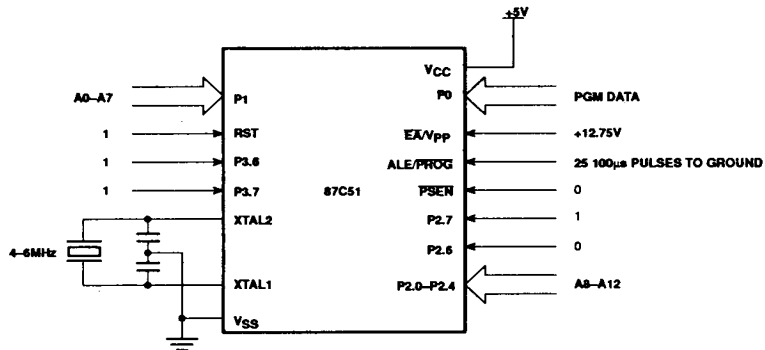 +5V
VCC
A0–A7
P1
P0
PGM DATA
1
RST
EA/VPP
+12.75V
1
P3.6
ALE/PROG
25 100µs PULSES TO GROUND
1
P3.7
87C51
PSEN
0
XTAL2
P2.7
1
4–6MHz
P2.6
0
XTAL1
P2.0–P2.4
A8–A12
VSS